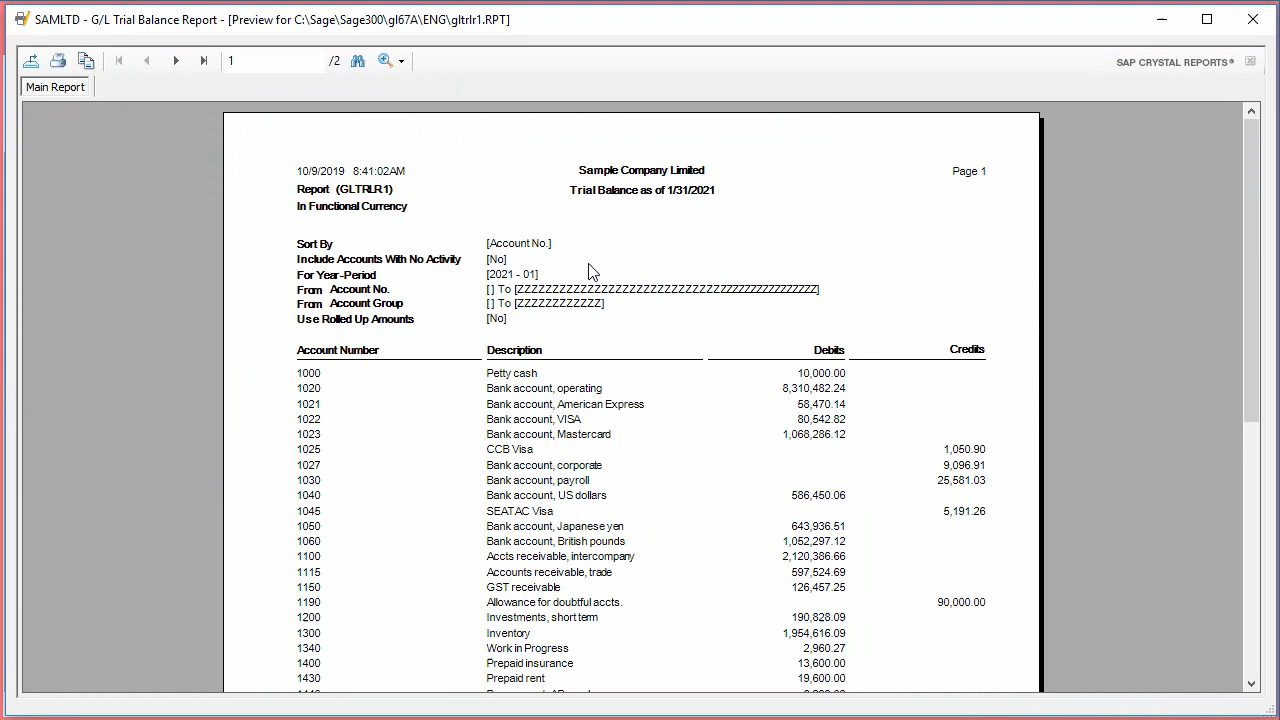 SAMLTD - G/L Trial Balance Report - [Preview for C:\Sage\Sage300\gl67A\ENG\gltrlr1.RPT]
1 /2 SAP CRYSTAL REPORTS®
Main Report
10/9/2019 8:41:02AM Sample Company Limited Page 1
Report (GLTRLR1) Trial Balance as of 1/31/2021
In Functional Currency
Sort By [Account No.]
Include Accounts With No Activity [No]
For Year-Period [2021 - 01]
From Account No. [ ] To [ZZZZZZZZZZZZZZZZZZZZZZZZZZZZZZZZZZZZZZZZZZZZZ]
From Account Group [ ] To [ZZZZZZZZZZZZ]
Use Rolled Up Amounts [No]
Account Number Description Debits Credits
1000 Petty cash 10,000.00
1020 Bank account, operating 8,310,482.24
1021 Bank account, American Express 58,470.14
1022 Bank account, VISA 80,542.82
1023 Bank account, Mastercard 1,068,286.12
1025 CCB Visa 1,050.90
1027 Bank account, corporate 9,096.91
1030 Bank account, payroll 25,581.03
1040 Bank account, US dollars 586,450.06
1045 SEATAC Visa 5,191.26
1050 Bank account, Japanese yen 643,936.51
1060 Bank account, British pounds 1,052,297.12
1100 Accts receivable, intercompany 2,120,386.66
1115 Accounts receivable, trade 597,524.69
1150 GST receivable 126,457.25
1190 Allowance for doubtful accts. 90,000.00
1200 Investments, short term 190,828.09
1300 Inventory 1,954,616.09
1340 Work in Progress 2,960.27
1400 Prepaid insurance 13,600.00
1430 Prepaid rent 19,600.00